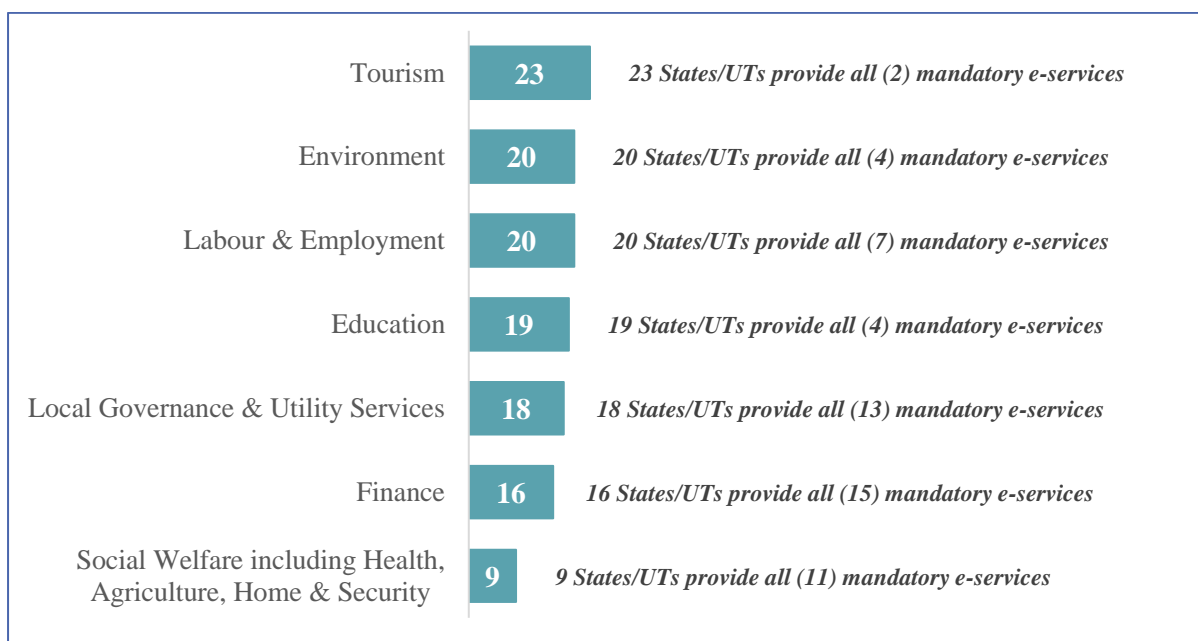 Tourism 23 23 States/UTs provide all (2) mandatory e-services
Environment 20 20 States/UTs provide all (4) mandatory e-services
Labour & Employment 20 20 States/UTs provide all (7) mandatory e-services
Education 19 19 States/UTs provide all (4) mandatory e-services
Local Governance & Utility Services 18 18 States/UTs provide all (13) mandatory e-services
Finance 16 16 States/UTs provide all (15) mandatory e-services
Social Welfare including Health,
Agriculture, Home & Security 9 9 States/UTs provide all (11) mandatory e-services